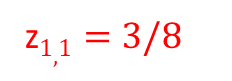 z₁,₁ = 3/8